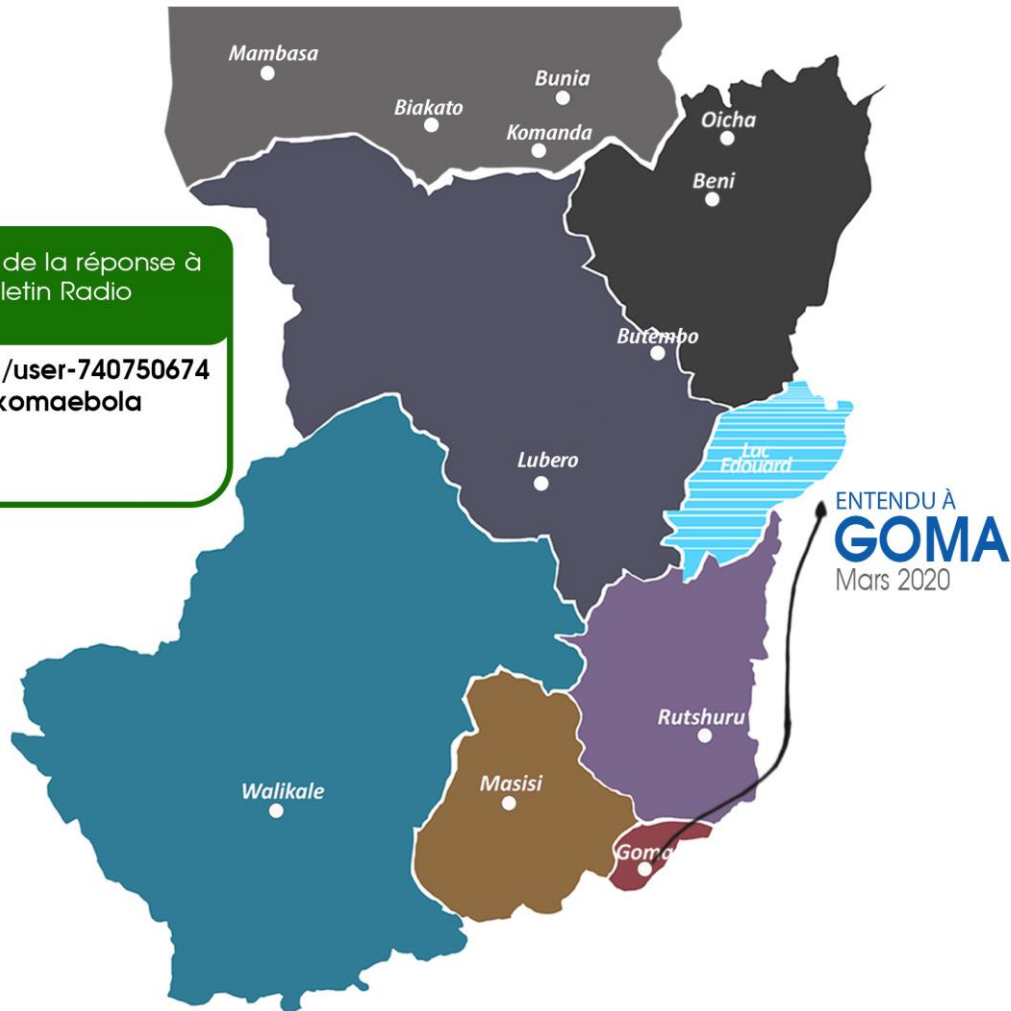 Mambasa
Bunia
Biakato
Komanda
Oicha
Beni
de la réponse à
letin Radio
/user-740750674
komaebola
Butembo
Lac
Edouard
Lubero
ENTENDU À
GOMA
Mars 2020
Rutshuru
Walikale
Masisi
Goma